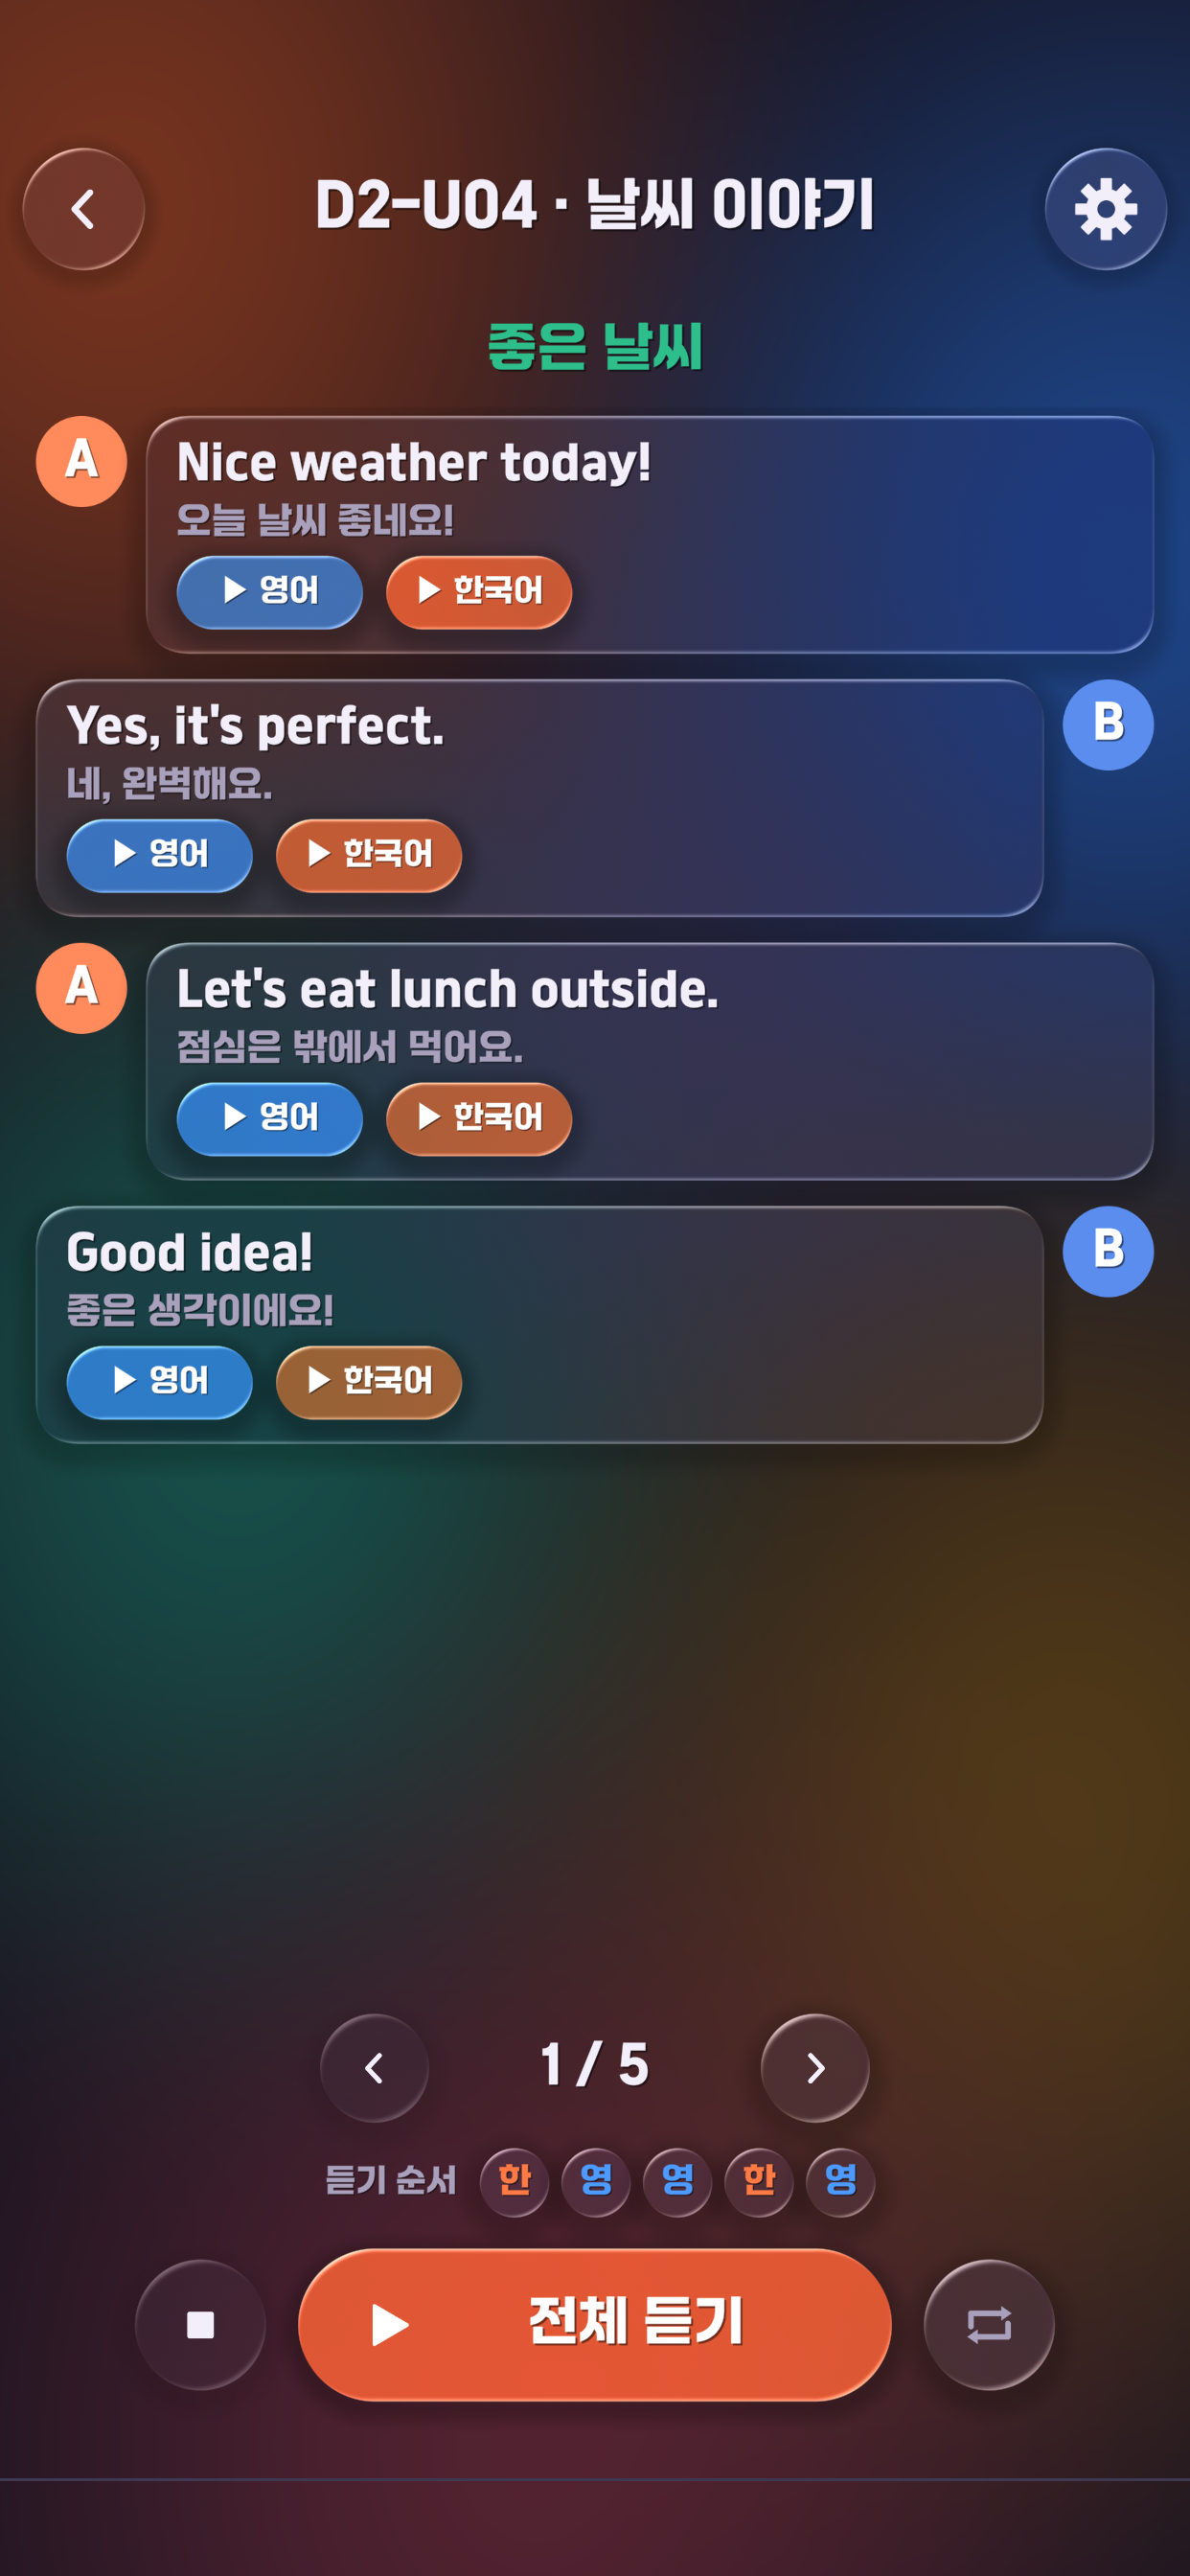 D2-U04 · 날씨 이야기
좋은 날씨
A
Nice weather today!
오늘 날씨 좋네요!
▶ 영어 ▶ 한국어
Yes, it's perfect.
B
네, 완벽해요.
▶ 영어 ▶ 한국어
A
Let's eat lunch outside.
점심은 밖에서 먹어요.
▶ 영어 ▶ 한국어
Good idea!
B
좋은 생각이에요!
▶ 영어 ▶ 한국어
1 / 5
듣기 순서 한 영 영 한 영
▶ 전체 듣기